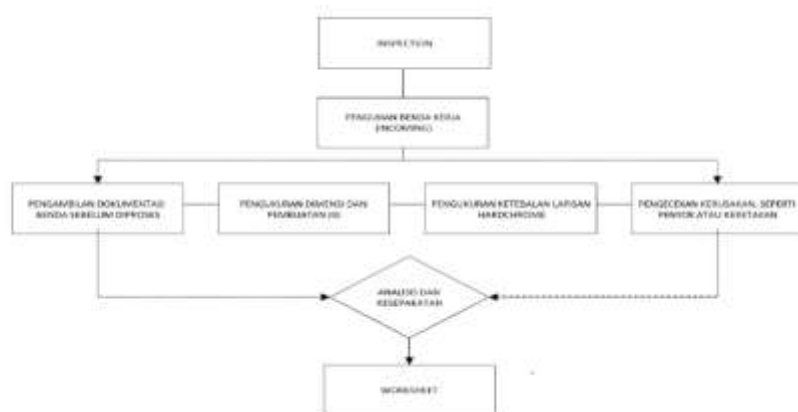 INSPECTION
BENDA KERJA
(INCOMING)
PENGAMBILAN DOKUMENTASI
BENDA SEBELUM DIPROSES
PENGUKURAN DIMENSI DAN
PEMBUATAN
PENGUKURAN KETEBALAN LAPISAN
HARDCHROME
PENGECEKAN KERUSAKAN, SEPERTI
PENYOK ATAU KERETAKAN
ANALISIS DAN
KESEPAKATAN
WORKSHEET